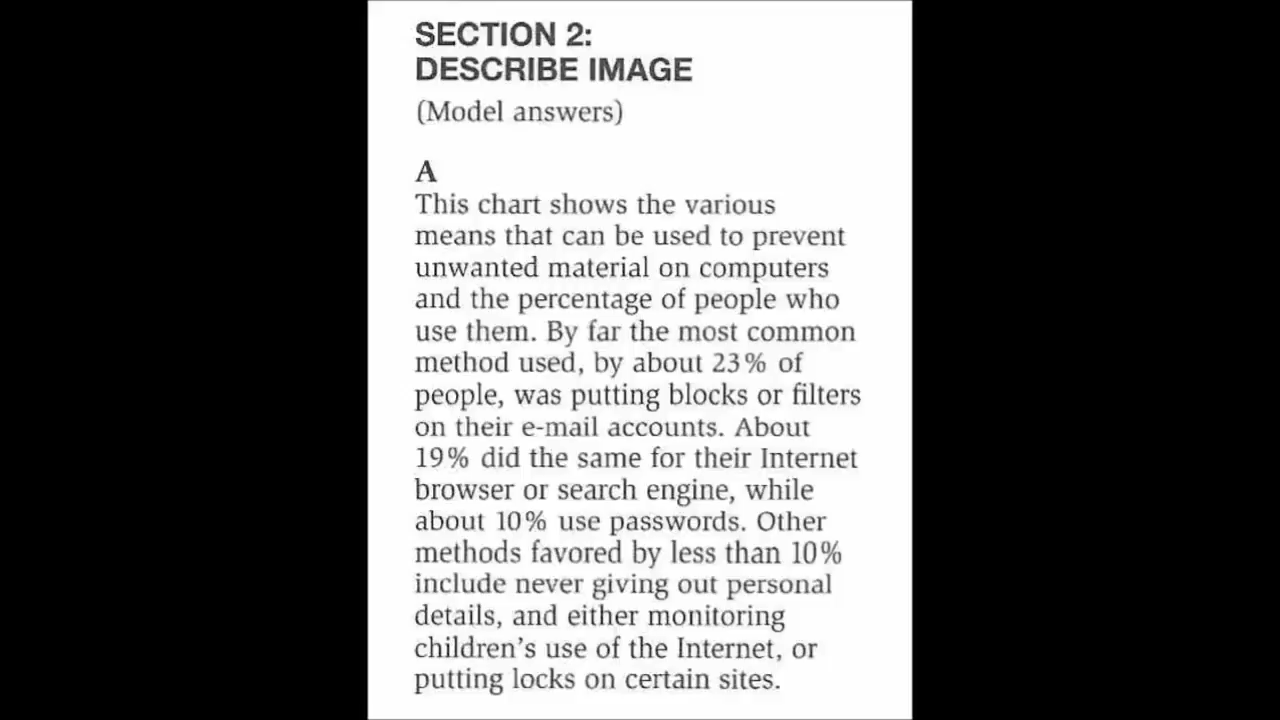 SECTION 2:
DESCRIBE IMAGE
(Model answers)
A
This chart shows the various
means that can be used to prevent
unwanted material on computers
and the percentage of people who
use them. By far the most common
method used, by about 23% of
people, was putting blocks or filters
on their e-mail accounts. About
19% did the same for their Internet
browser or search engine, while
about 10% use passwords. Other
methods favored by less than 10%
include never giving out personal
details, and either monitoring
children's use of the Internet, or
putting locks on certain sites.